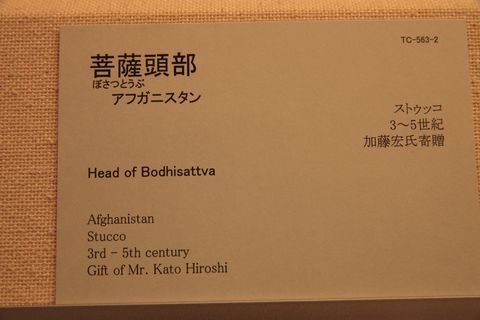 TC-563-2
菩薩頭部
ぼさつとうぶ
アフガニスタン
ストゥッコ
3～5世紀
加藤宏氏寄贈
Head of Bodhisattva
Afghanistan
Stucco
3rd - 5th century
Gift of Mr. Kato Hiroshi